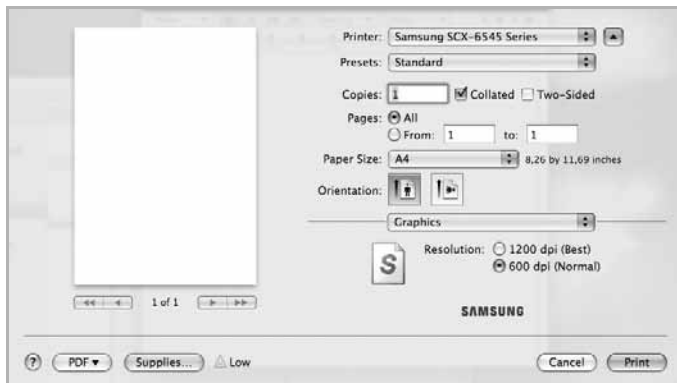 Printer: Samsung SCX-6545 Series
Presets: Standard
Copies: 1 Collated Two-Sided
Pages: All
From: 1 to: 1
Paper Size: A4 8,26 by 11,69 inches
Orientation:
Graphics
Resolution: 1200 dpi (Best)
600 dpi (Normal)
S
1 of 1
SAMSUNG
? PDF Supplies... Low Cancel Print